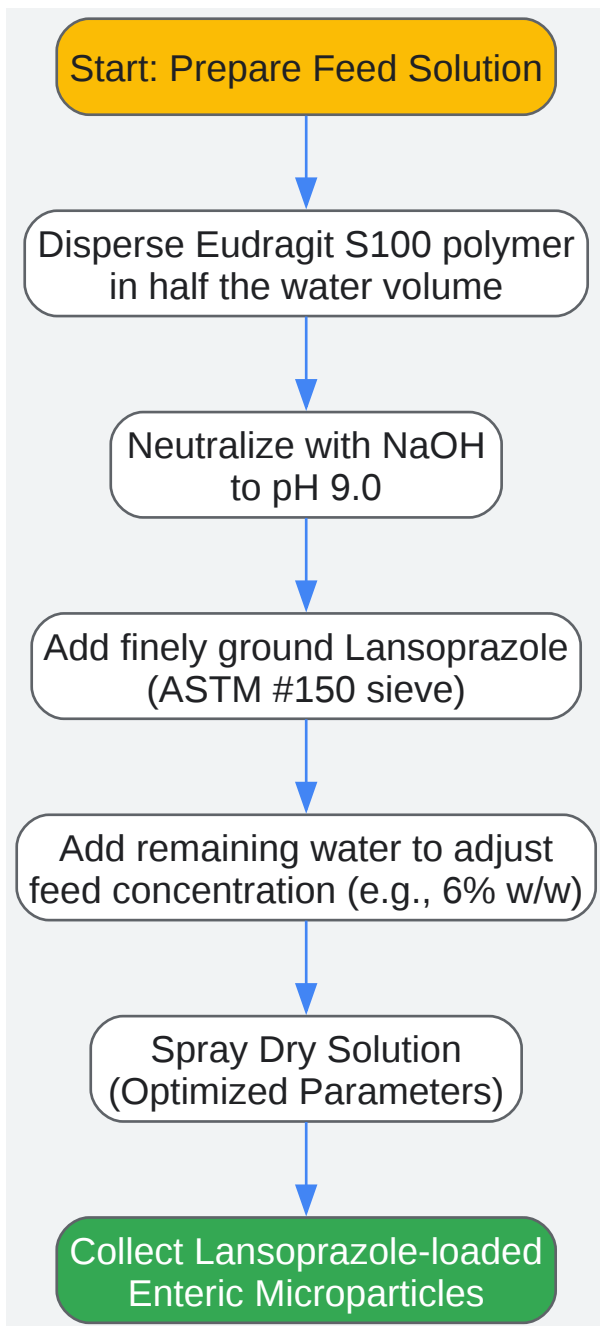 Start: Prepare Feed Solution
Disperse Eudragit S100 polymer
in half the water volume
Neutralize with NaOH
to pH 9.0
Add finely ground Lansoprazole
(ASTM #150 sieve)
Add remaining water to adjust
feed concentration (e.g., 6% w/w)
Spray Dry Solution
(Optimized Parameters)
Collect Lansoprazole-loaded
Enteric Microparticles